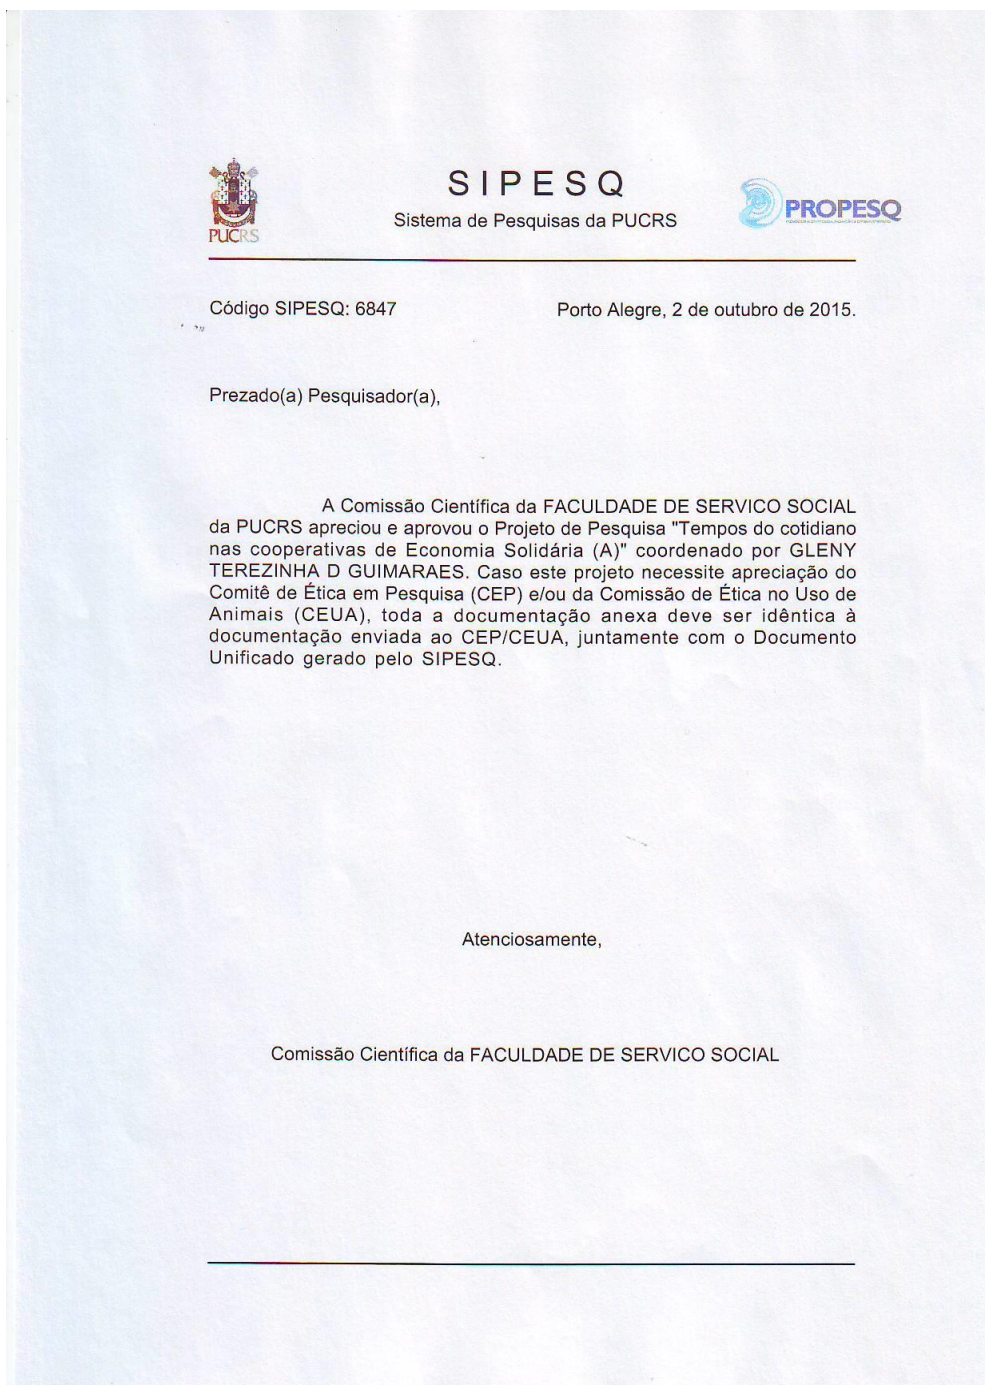 SIPESQ
Sistema de Pesquisas da PUCRS
PUCRS
PROPESQ
Código SIPESQ: 6847
Porto Alegre, 2 de outubro de 2015.
Prezado(a) Pesquisador(a),
A Comissão Científica da FACULDADE DE SERVICO SOCIAL
da PUCRS apreciou e aprovou o Projeto de Pesquisa "Tempos do cotidiano
nas cooperativas de Economia Solidária (A)" coordenado por GLENY
TEREZINHA D GUIMARAES. Caso este projeto necessite apreciação do
Comitê de Ética em Pesquisa (CEP) e/ou da Comissão de Ética no Uso de
Animais (CEUA), toda a documentação anexa deve ser idêntica à
documentação enviada ao CEP/CEUA, juntamente com o Documento
Unificado gerado pelo SIPESQ.
Atenciosamente,
Comissão Científica da FACULDADE DE SERVICO SOCIAL